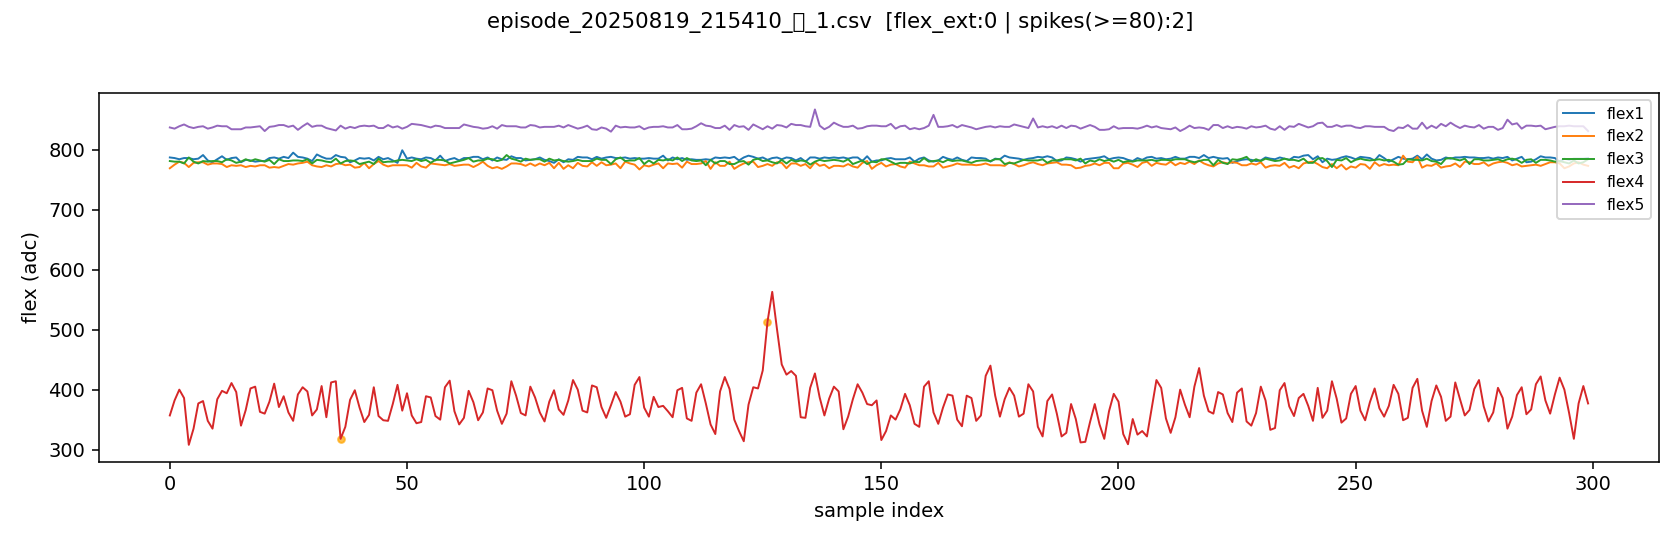 episode_20250819_215410_▯_1.csv [flex_ext:0 | spikes(>=80):2]
flex (adc)
800
700
600
500
400
300
flex1
flex2
flex3
flex4
flex5
0
50
100
150
200
250
300
sample index